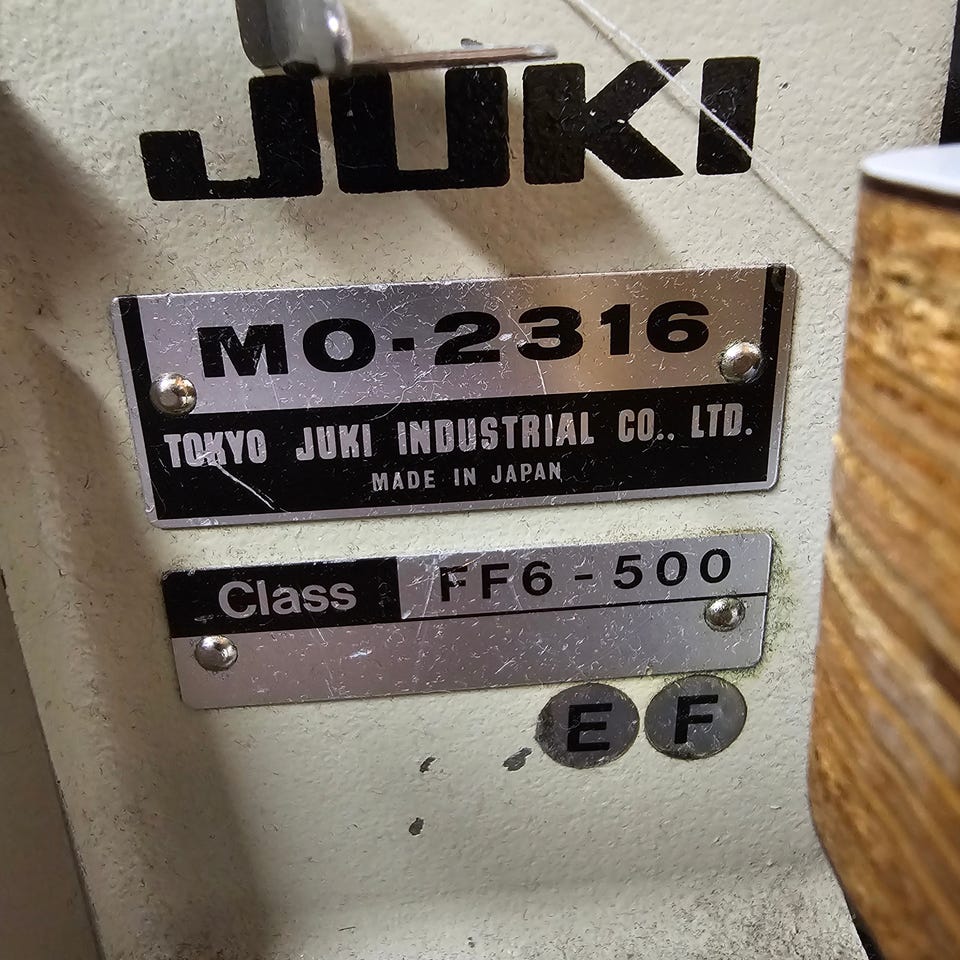 JUKI
MO-2316
TOKYO JUKI INDUSTRIAL CO., LTD.
MADE IN JAPAN
Class FF6-500
E F